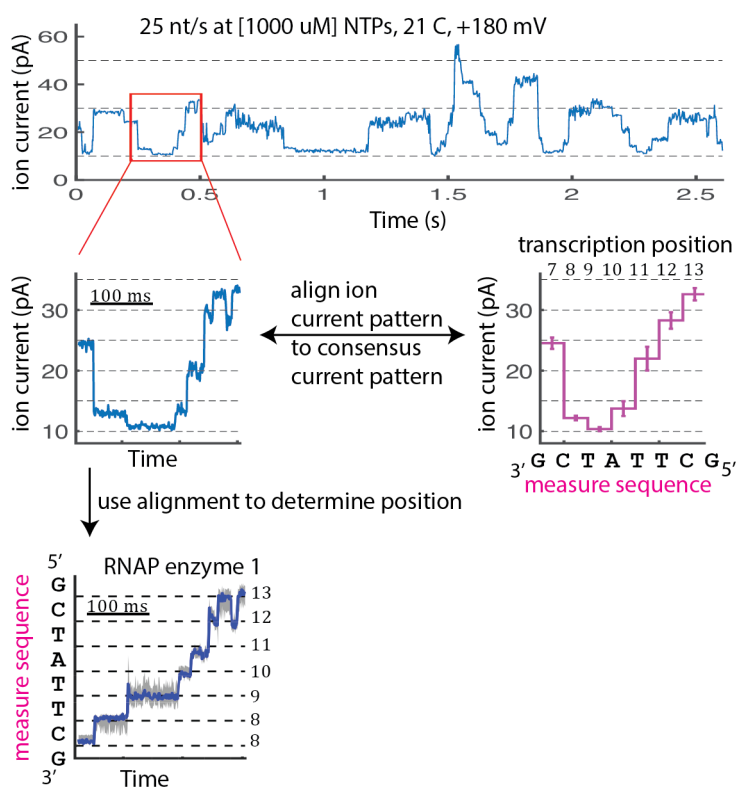 25 nt/s at [1000 uM] NTPs, 21 C, +180 mV
ion current (pA)
60
40
20
0
0
0.5
1
1.5
2
2.5
Time (s)
ion current (pA)
30
20
10
100 ms
Time
align ion
current pattern
to consensus
current pattern
transcription position
7 8 9 10 11 12 13
ion current (pA)
30
20
10
3′ G C T A T T C G 5′
measure sequence
use alignment to determine position
RNAP enzyme 1
measure sequence
5′
G
C
T
A
T
T
C
G
3′
100 ms
13
12
11
10
9
8
8
Time